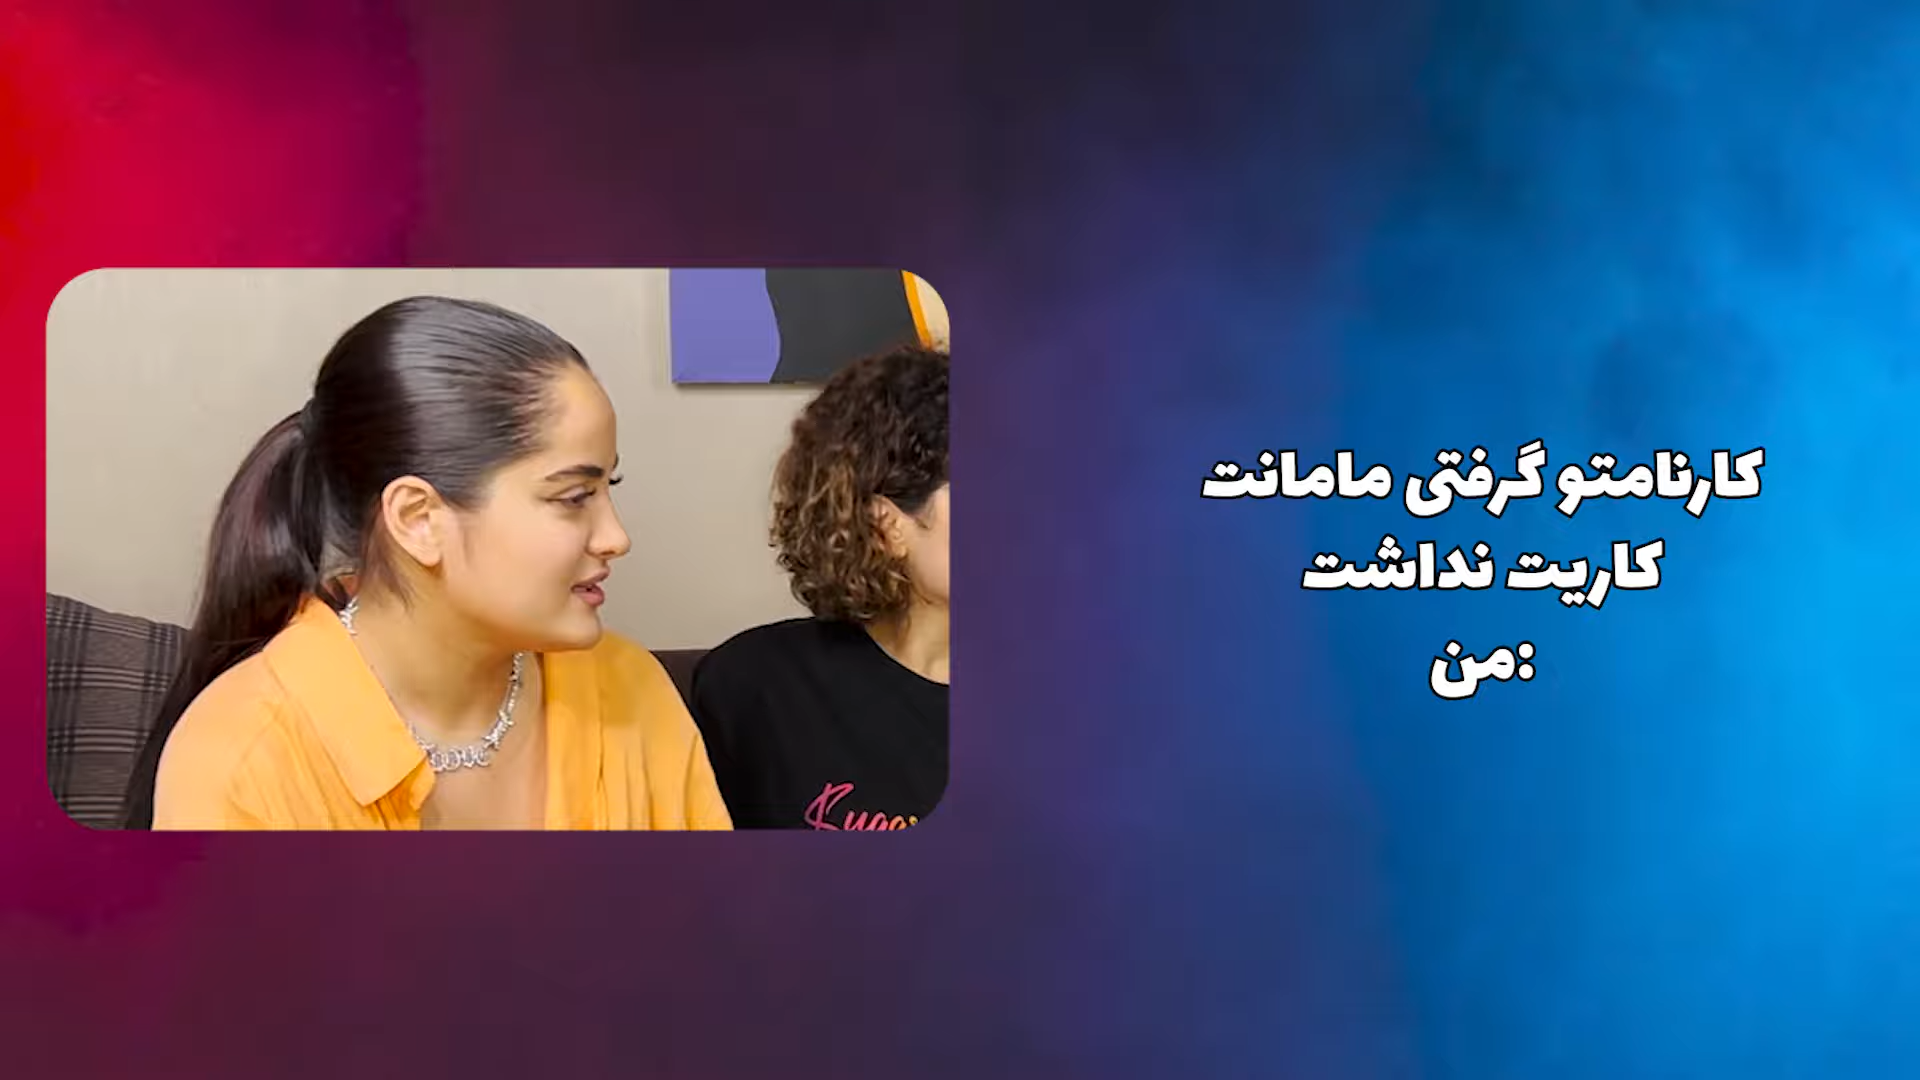 کارنامتو گرفتی مامانت
کاریت نداشت
من: